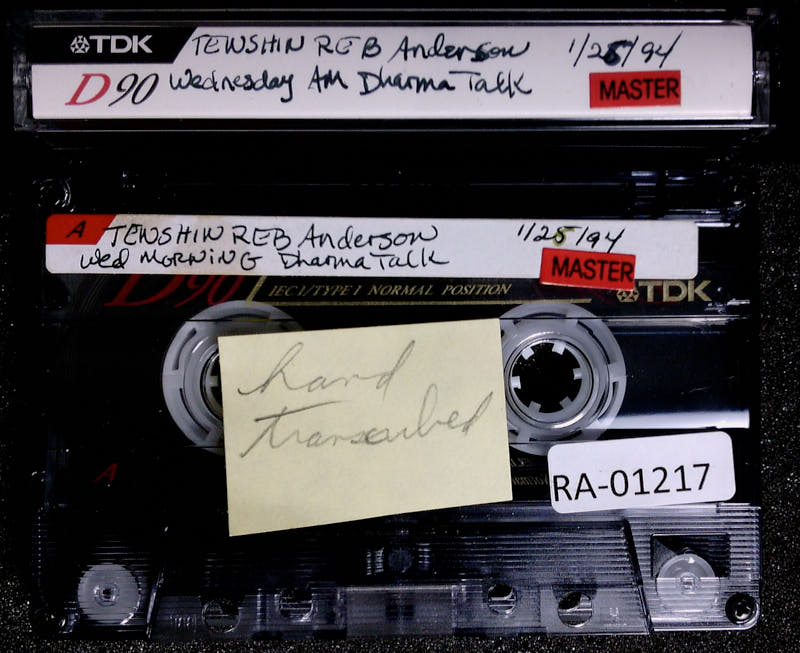 TDK TENSHIN REB Anderson 1/25/94
D90 Wednesday AM Dharma Talk MASTER
A TENSHIN REB Anderson 1/25/94
Wed MORNING Dharma Talk MASTER
D90 IEC I/TYPE I NORMAL POSITION TDK
hand
transcribed
A
RA-01217